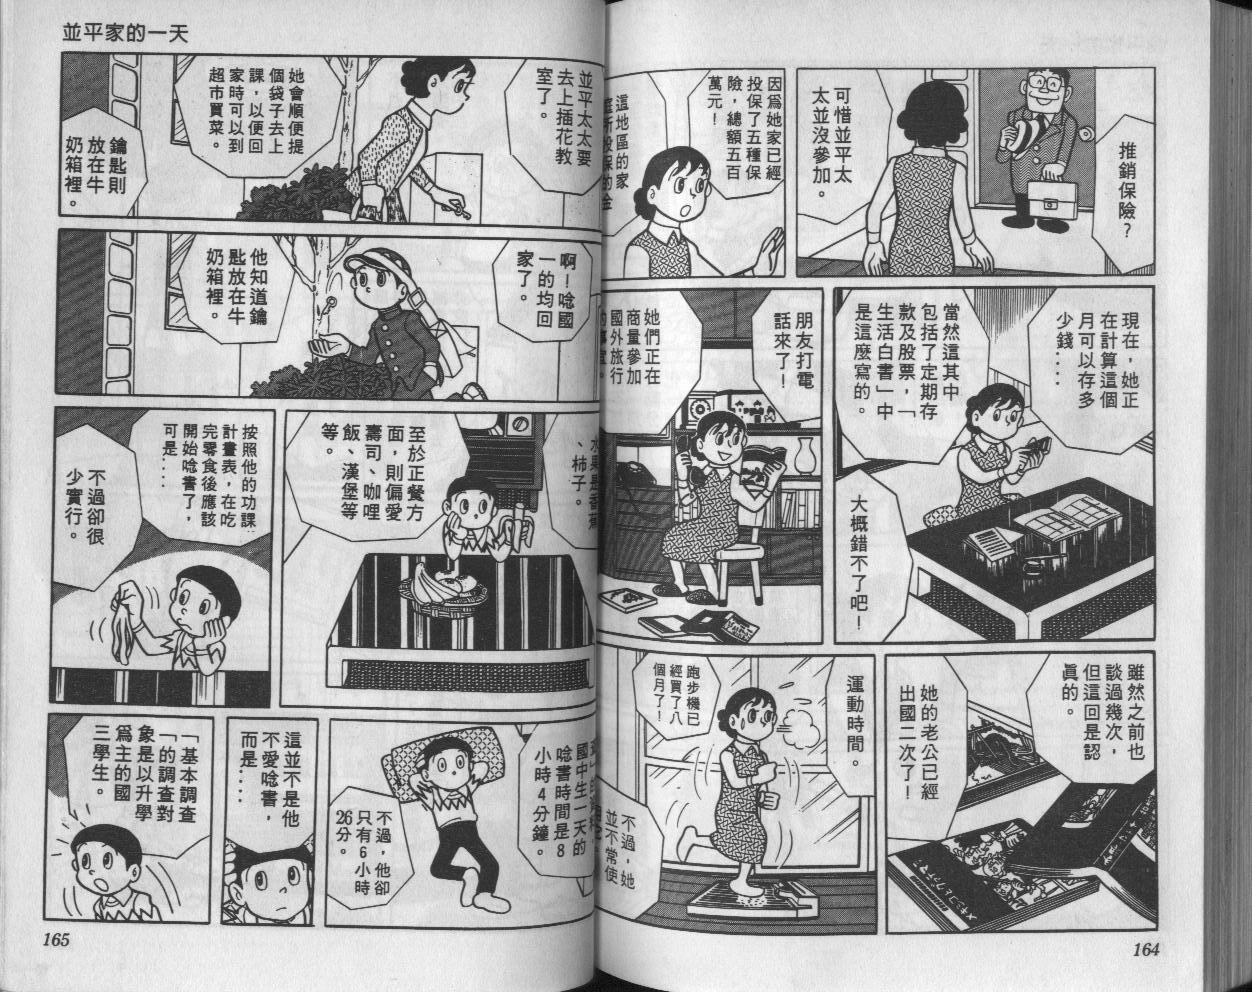 推銷保險？
可惜並平太
太並沒參加。
因爲她家已經
投保了五種保
險，總額五百
萬元！
這地區的家
現在，她正
在計算這個
月可以存多
少錢‥‥
當然這其中
包括了定期存
款及股票，「
生活白書」中
是這麼寫的。
大概錯不了吧！
朋友打電
話來了！
她們正在
商量參加
國外旅行
雖然之前也
談過幾次，
但這回是認
眞的。
她的老公已經
出國二次了！
運動時間。
跑步機已
經買了八
個月了！
不過，她
並不常使
164
並平家的一天
並平太太要
去上插花教
室了。
她會順便提
個袋子去上
課，以便回
家時可以到
超市買菜。
鑰匙則
放在牛
奶箱裡。
啊！唸國
一的均回
家了。
他知道鑰
匙放在牛
奶箱裡。
水果是香蕉
、柿子。
至於正餐方
面，則偏愛
壽司、咖哩
飯、漢堡等
等。
按照他的功課
計畫表，在吃
完零食後應該
開始唸書了，
可是‥‥
不過卻很
少實行。
國中生一天的
唸書時間是8
小時4分鐘。
不過，他卻
只有6小時
26分。
這並不是他
不愛唸書，
而是‥‥
「基本調查
」的調查對
象是以升學
爲主的國
三學生。
165